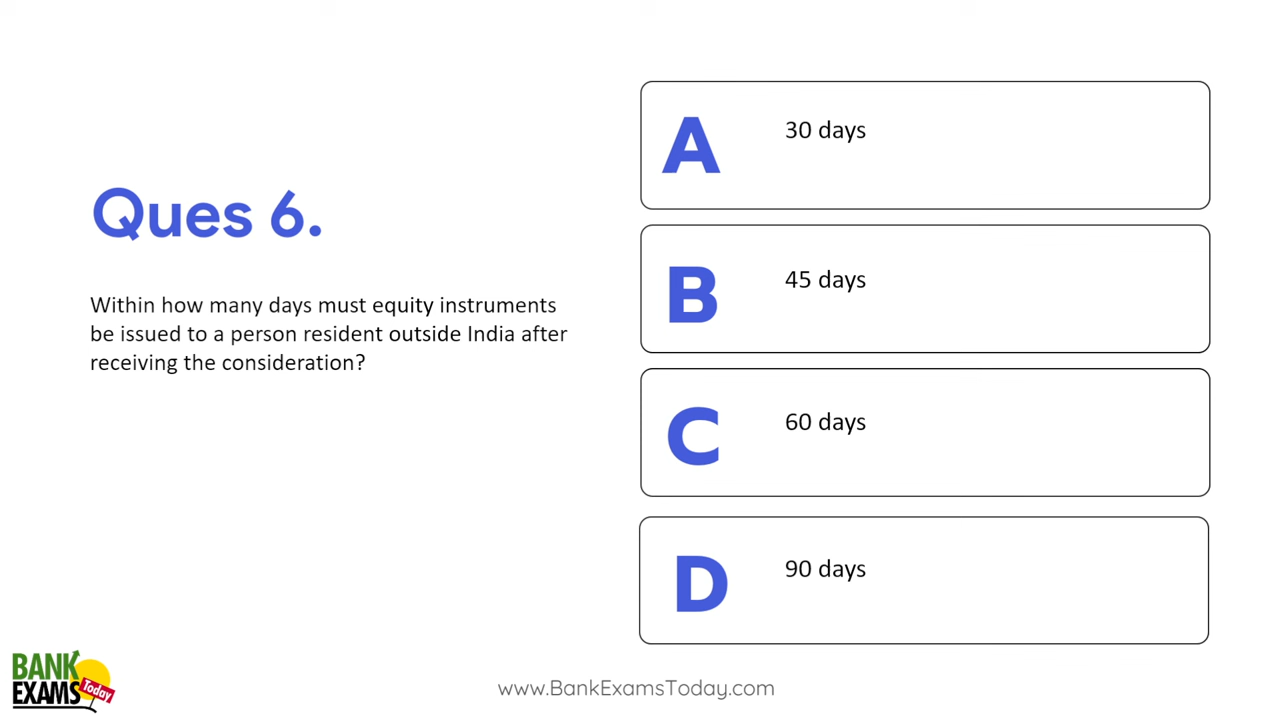 Ques 6.
Within how many days must equity instruments
be issued to a person resident outside India after
receiving the consideration?
A
30 days
B
45 days
C
60 days
D
90 days
BANK
EXAMS
Today
www.BankExamsToday.com